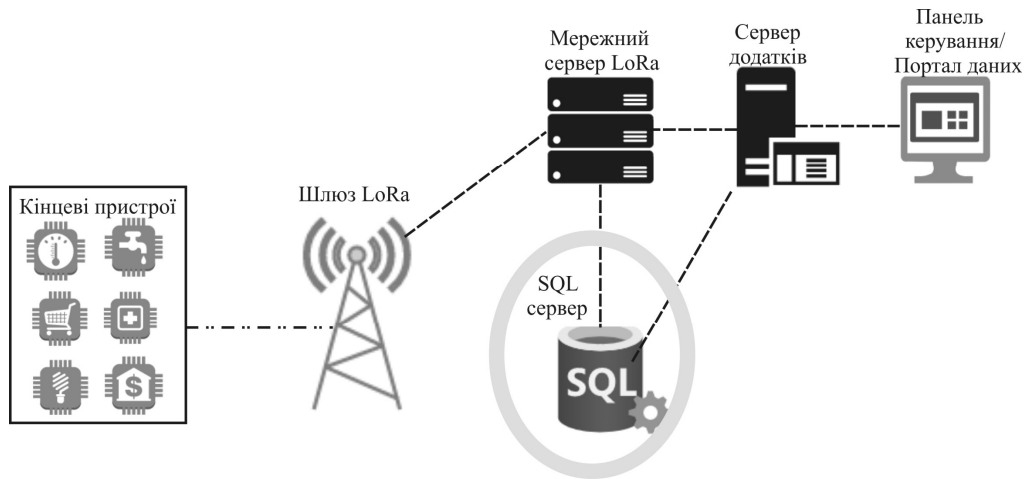 Кінцеві пристрої
$
Шлюз LoRa
Мережний
сервер LoRa
SQL
сервер
SQL
Сервер
додатків
Панель
керування/
Портал даних